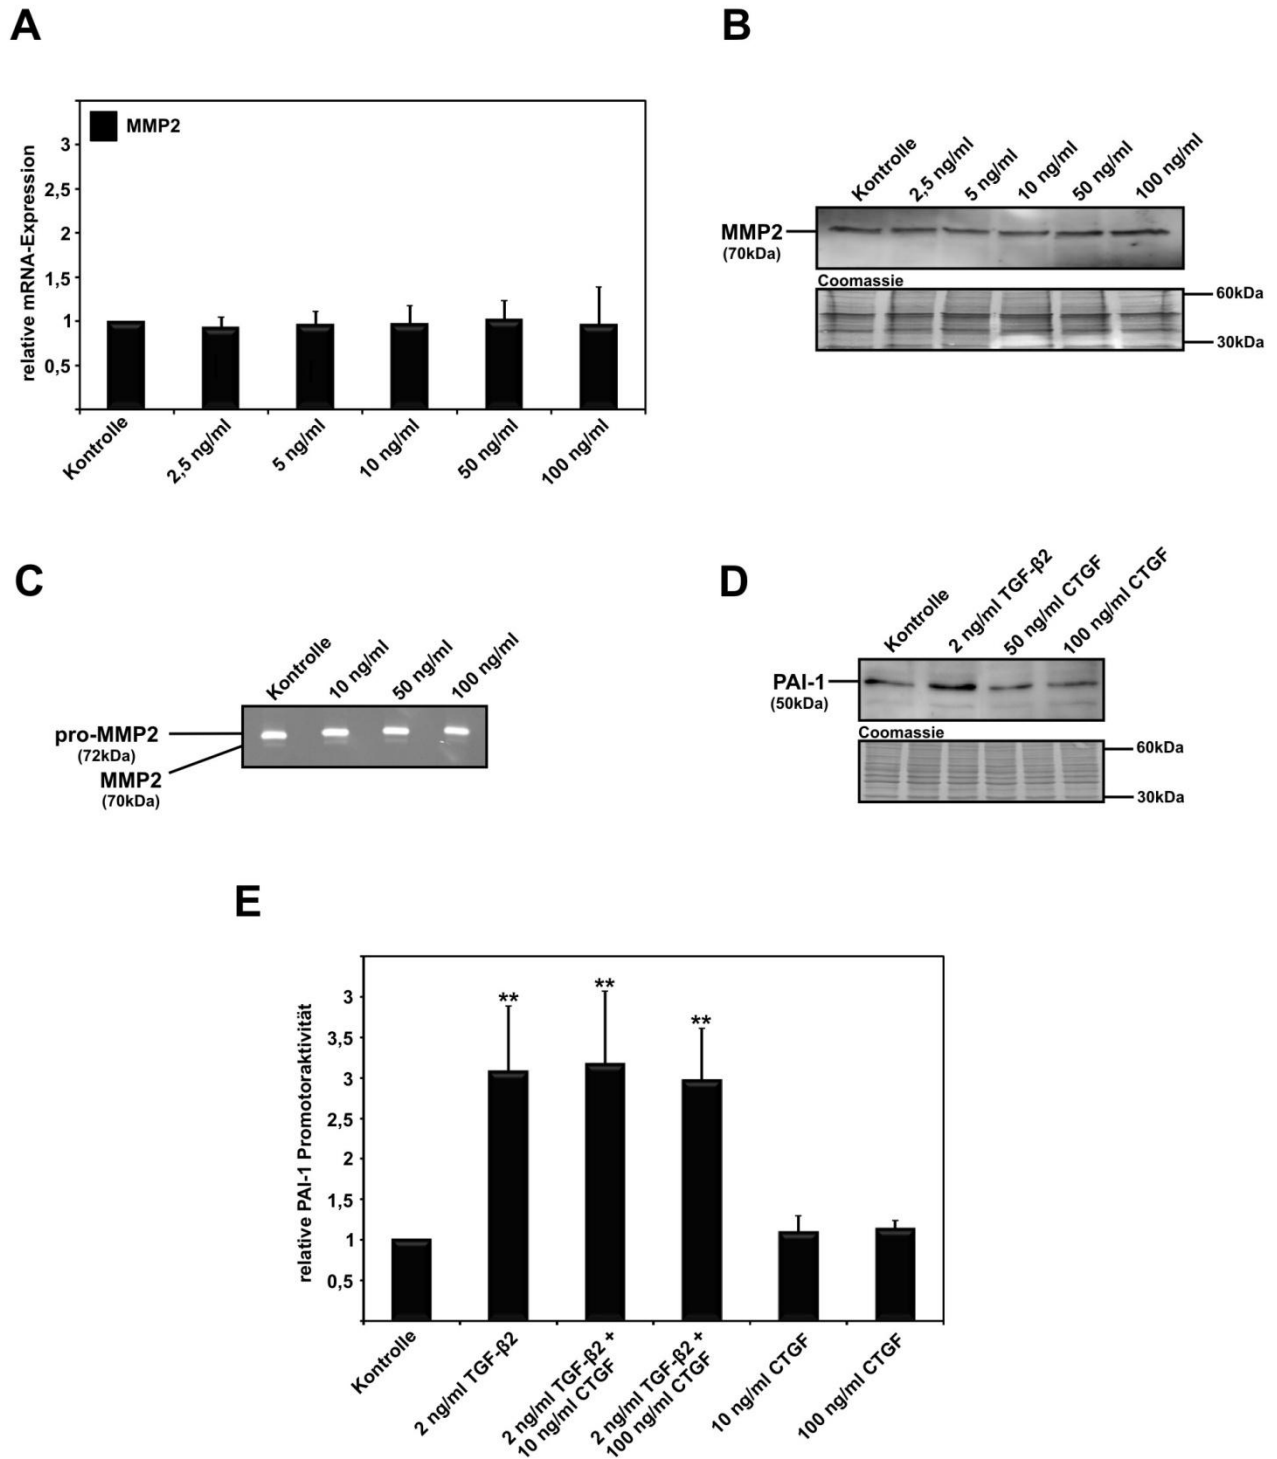 A
MMP2
relative mRNA-Expression
3
2,5
2
1,5
1
0,5
Kontrolle
2,5 ng/ml
5 ng/ml
10 ng/ml
50 ng/ml
100 ng/ml
B
Kontrolle
2,5 ng/ml
5 ng/ml
10 ng/ml
50 ng/ml
100 ng/ml
MMP2
(70kDa)
Coomassie
60kDa
30kDa
C
Kontrolle
10 ng/ml
50 ng/ml
100 ng/ml
pro-MMP2
(72kDa)
MMP2
(70kDa)
D
Kontrolle
2 ng/ml TGF-β2
50 ng/ml CTGF
100 ng/ml CTGF
PAI-1
(50kDa)
Coomassie
60kDa
30kDa
E
relative PAI-1 Promotoraktivität
3
3,5
3
2,5
2
1,5
1
0,5
**
**
**
Kontrolle
2 ng/ml TGF-β2
2 ng/ml TGF-β2 +
10 ng/ml CTGF
2 ng/ml TGF-β2 +
100 ng/ml CTGF
10 ng/ml CTGF
100 ng/ml CTGF